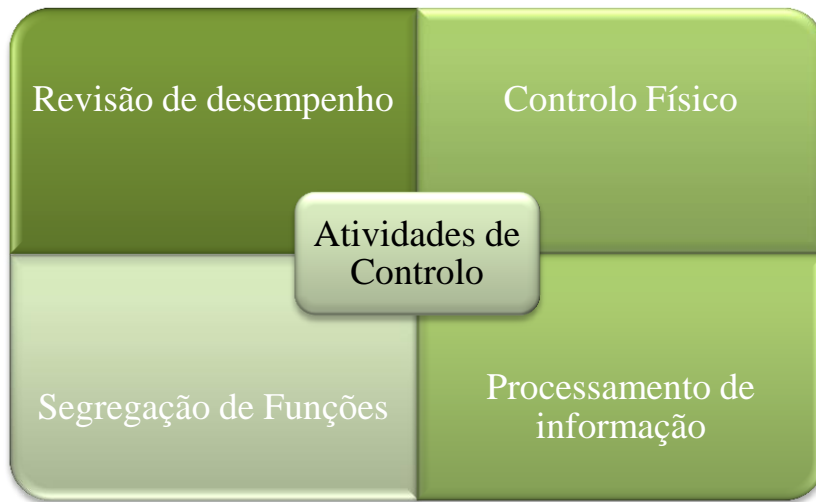 Revisão de desempenho
Controlo Físico
Atividades de
Controlo
Segregação de Funções
Processamento de
informação